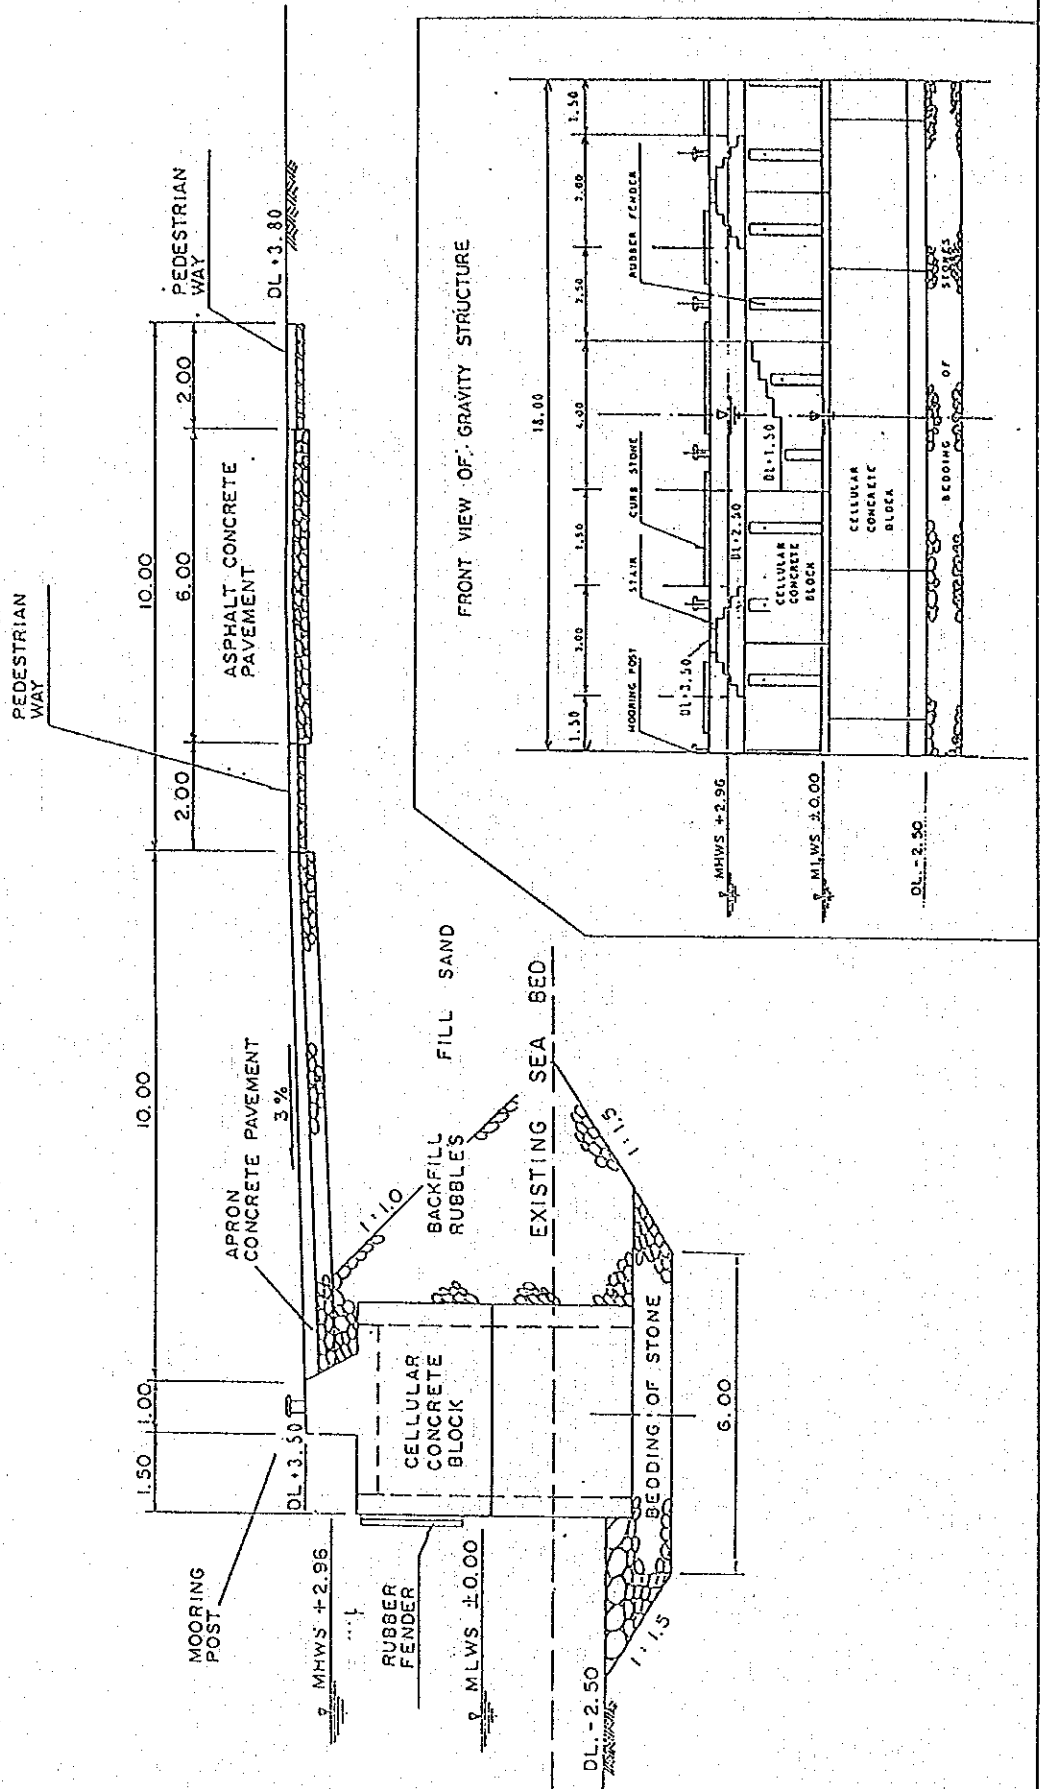 PEDESTRIAN
WAY
PEDESTRIAN
WAY
10.00
10.00
1.00
1.50
2.00
6.00
2.00
ASPHALT CONCRETE
PAVEMENT
DL + 3.80
APRON
CONCRETE PAVEMENT
3 %
MOORING
POST
DL + 3.50
MHWS +2.96
RUBBER
FENDER
MLWS ±0.00
CELLULAR
CONCRETE
BLOCK
1:1.0
BACKFILL
RUBBLES
FILL SAND
EXISTING SEA BED
DL. - 2.50
1:1.5
1:1.5
BEDDING OF STONE
6.00
FRONT VIEW OF GRAVITY STRUCTURE
18.00
1.50
3.00
2.50
4.00
2.50
3.00
1.50
MOORING POST
STAIR
CURB STONE
RUBBER FENDER
DL+3.50
DL+2.50
DL+1.50
MHWS +2.96
MLWS ±0.00
DL. -2.50
CELLULAR
CONCRETE
BLOCK
CELLULAR
CONCRETE
BLOCK
BEDDING OF STONES